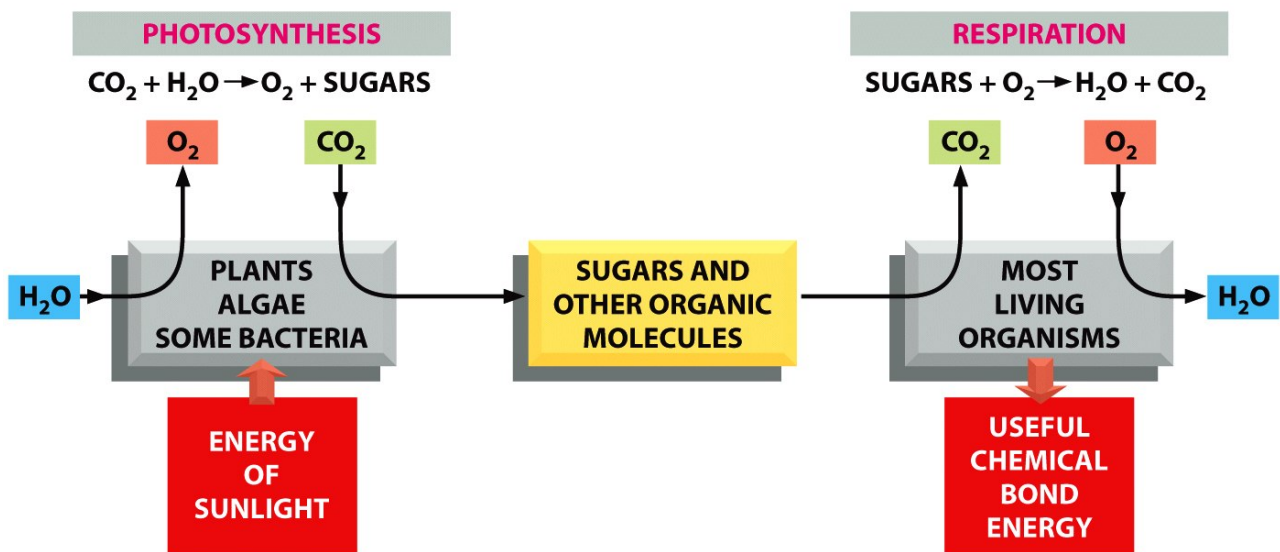 PHOTOSYNTHESIS
CO₂ + H₂O → O₂ + SUGARS
O₂
CO₂
H₂O
PLANTS
ALGAE
SOME BACTERIA
ENERGY
OF
SUNLIGHT
SUGARS AND
OTHER ORGANIC
MOLECULES
RESPIRATION
SUGARS + O₂ → H₂O + CO₂
CO₂
O₂
MOST
LIVING
ORGANISMS
H₂O
USEFUL
CHEMICAL
BOND
ENERGY